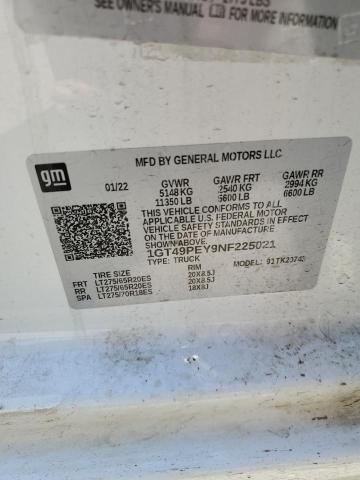 SEE OWNER'S MANUAL FOR MORE INFORMATION
gm
MFD BY GENERAL MOTORS LLC
01/22 GVWR GAWR FRT GAWR RR
5148 KG 2540 KG 2994 KG
11350 LB 5600 LB 6600 LB
THIS VEHICLE CONFORMS TO ALL
APPLICABLE U.S. FEDERAL MOTOR
VEHICLE SAFETY STANDARDS IN EFFECT ON
THE DATE OF MANUFACTURE SHOWN ABOVE.
1GT49PEY9NF225021
TYPE: TRUCK 91TK20743
TIRE SIZE RIM
FRT LT275/65R20ES 20X8.5J
RR LT275/65R20ES 20X8.5J
SPA LT275/70R18ES 18X8J